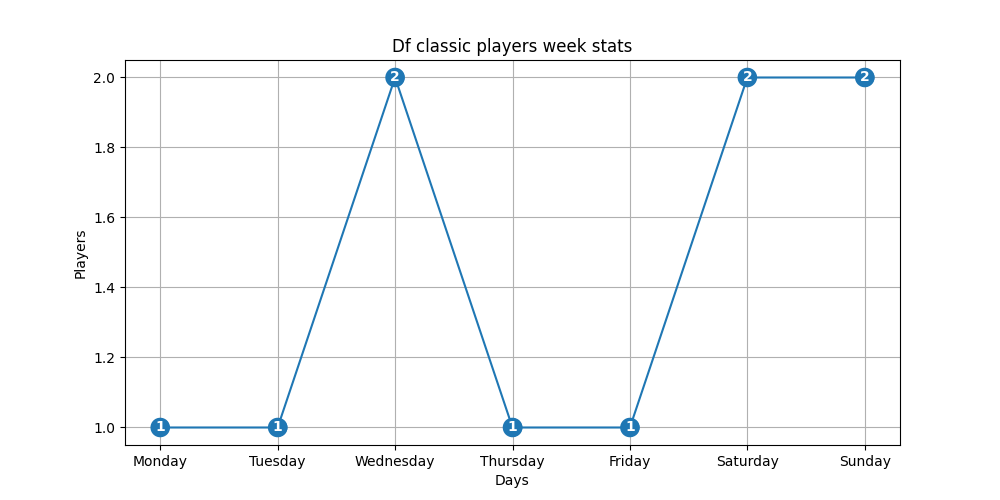 Df classic players week stats
2.0
1.8
1.6
1.4
1.2
1.0
Players
1 1 2 1 1 2 2
Monday Tuesday Wednesday Thursday Friday Saturday Sunday
Days